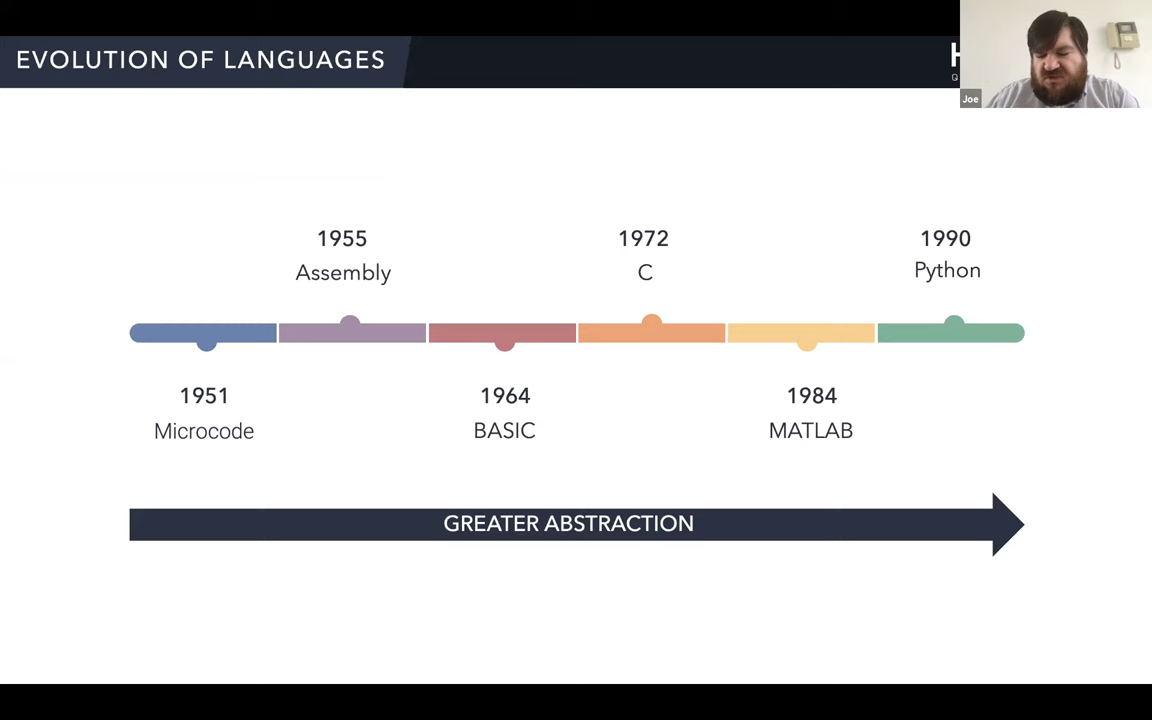 EVOLUTION OF LANGUAGES
H
Q
Joe
1955
Assembly
1972
C
1990
Python
1951
Microcode
1964
BASIC
1984
MATLAB
GREATER ABSTRACTION